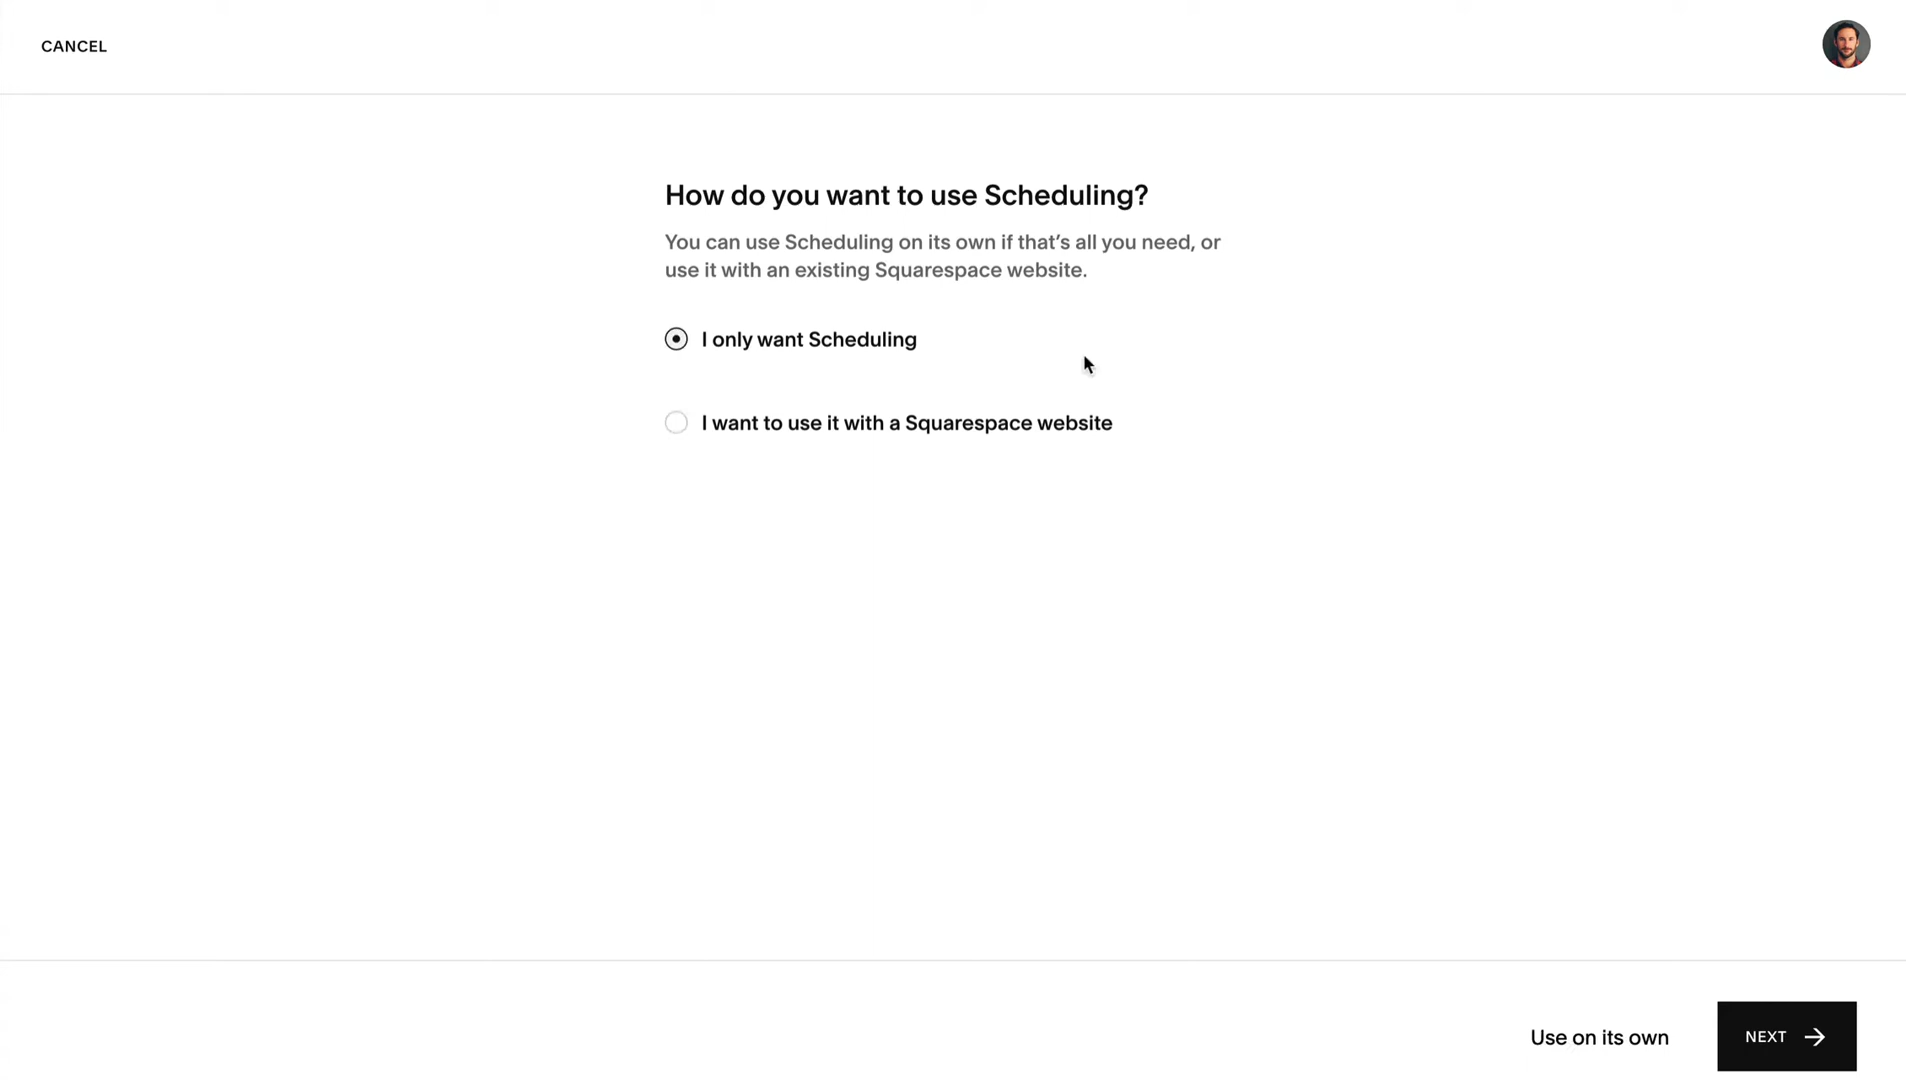 CANCEL
How do you want to use Scheduling?
You can use Scheduling on its own if that’s all you need, or
use it with an existing Squarespace website.
I only want Scheduling
I want to use it with a Squarespace website
Use on its own
NEXT